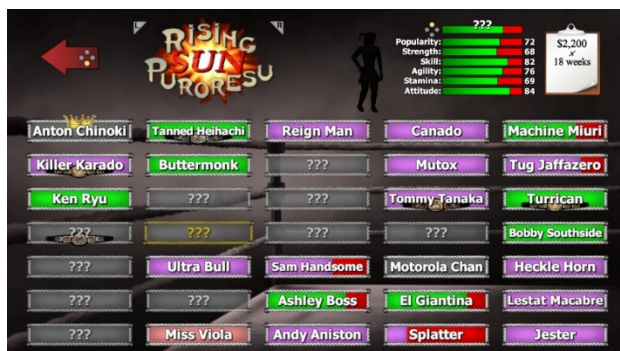 RISING
SUN
PURORESU
???
Popularity: 72
Strength: 68
Skill: 82
Agility: 76
Stamina: 69
Attitude: 84
$2,200
x
18 weeks
Anton Chinoki Tanned Heihachi Reign Man Canado Machine Miuri
Killer Karado Buttermonk ??? Mutox Tug Jaffazero
Ken Ryu ??? ??? Tommy Tanaka Turrican
??? ??? ??? ??? Bobby Southside
??? Ultra Bull Sam Handsome Motorola Chan Heckle Horn
??? ??? Ashley Boss El Giantina Lestat Macabre
??? Miss Viola Andy Aniston Splatter Jester